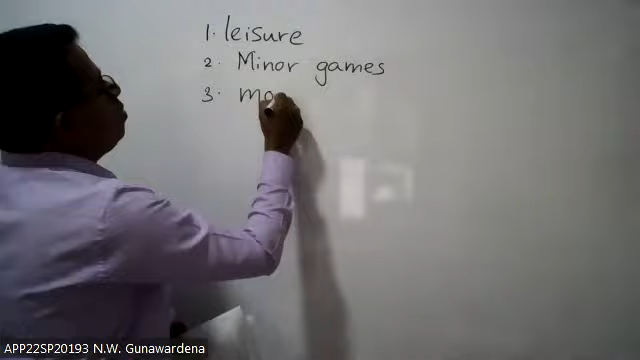 1. leisure
2. Minor games
3. mo
APP22SP20193 N.W. Gunawardena